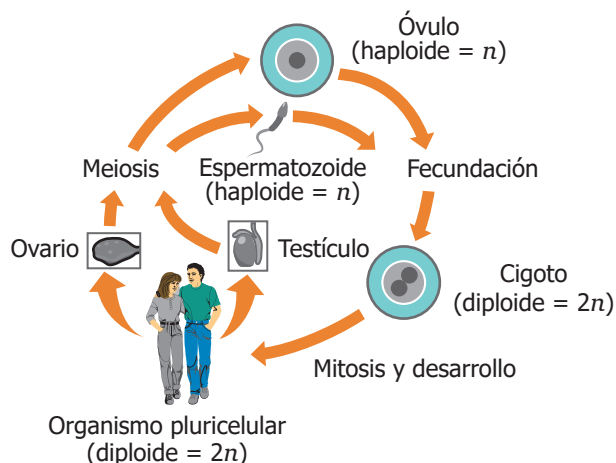 Óvulo
(haploide = n)
Meiosis
Espermatozoide
(haploide = n)
Fecundación
Ovario
Testículo
Cigoto
(diploide = 2n)
Mitosis y desarrollo
Organismo pluricelular
(diploide = 2n)